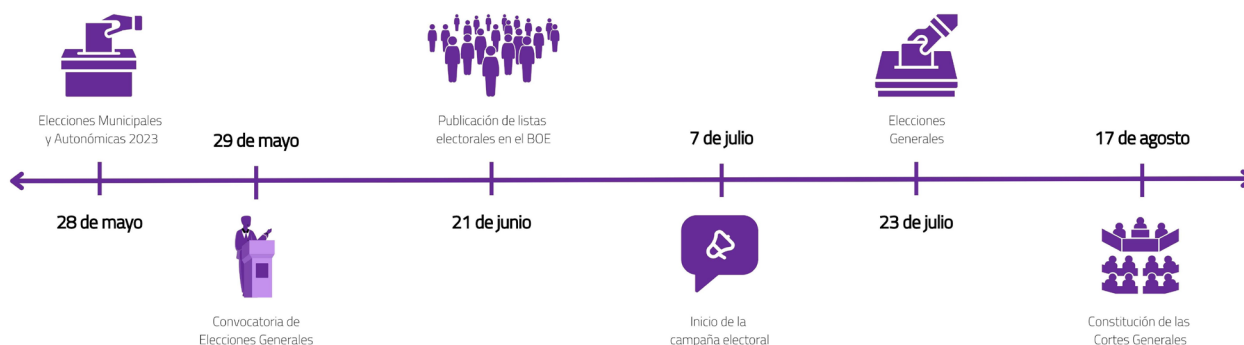 Elecciones Municipales
y Autonómicas 2023
28 de mayo
29 de mayo
Convocatoria de
Elecciones Generales
Publicación de listas
electorales en el BOE
21 de junio
7 de julio
Inicio de la
campaña electoral
Elecciones
Generales
23 de julio
17 de agosto
Constitución de las
Cortes Generales